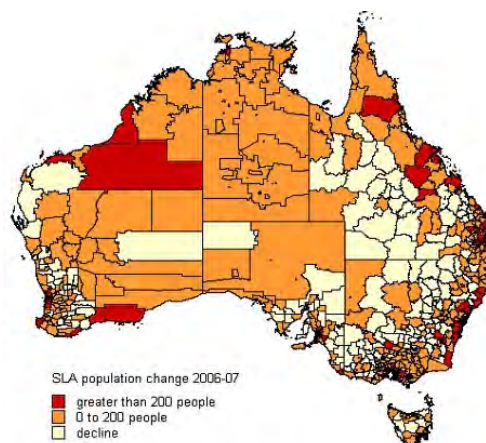 SLA population change 2006-07
greater than 200 people
0 to 200 people
decline